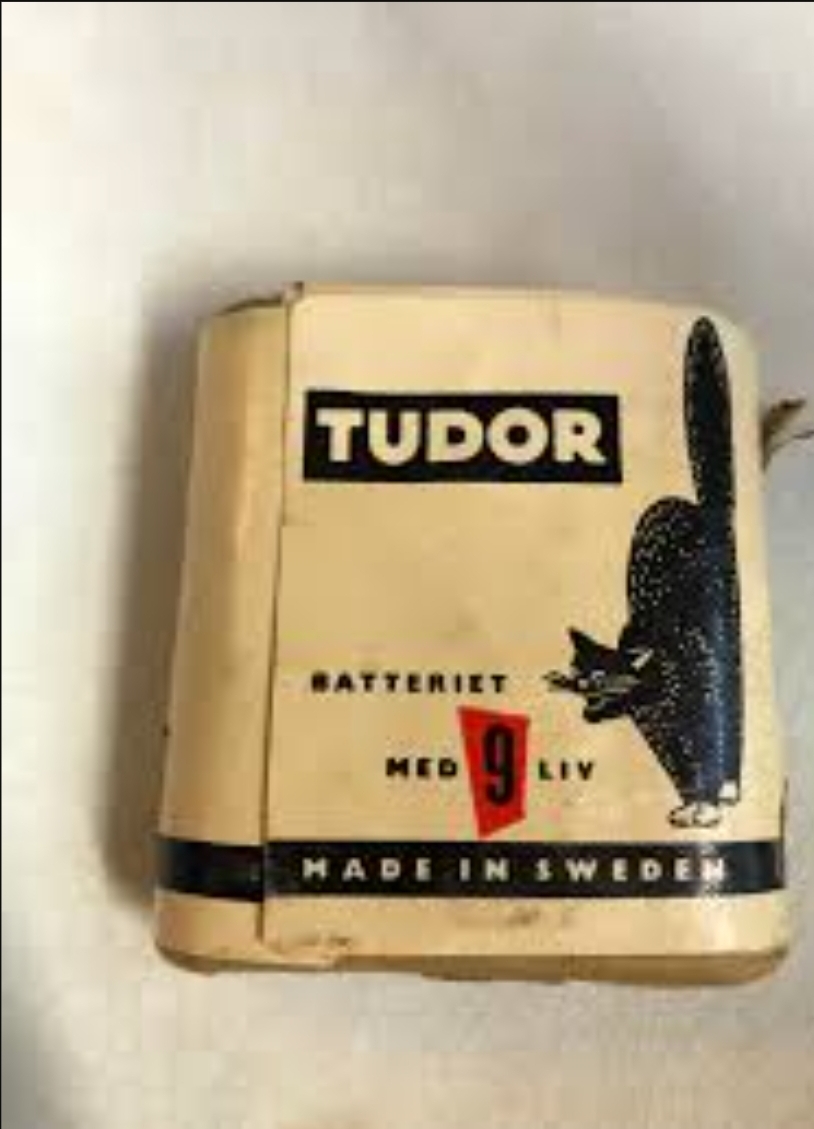 TUDOR
BATTERIET
MED 9 LIV
MADE IN SWEDEN